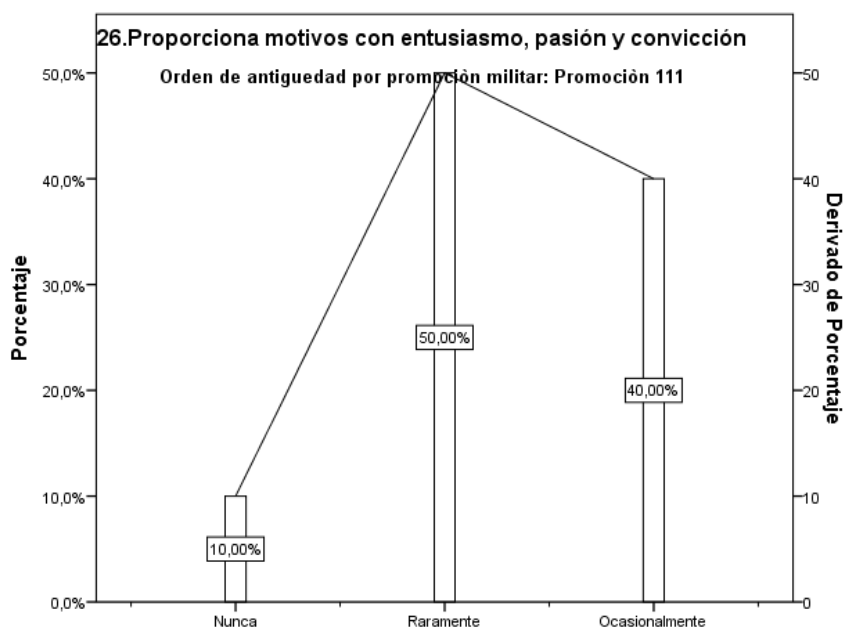 26.Proporciona motivos con entusiasmo, pasión y convicción
Orden de antiguedad por promoción militar: Promoción 111
Porcentaje
50,0%
40,0%
30,0%
20,0%
10,0%
0,0%
10,00%
50,00%
40,00%
50
40
30
20
10
0
Derivado de Porcentaje
Nunca
Raramente
Ocasionalmente